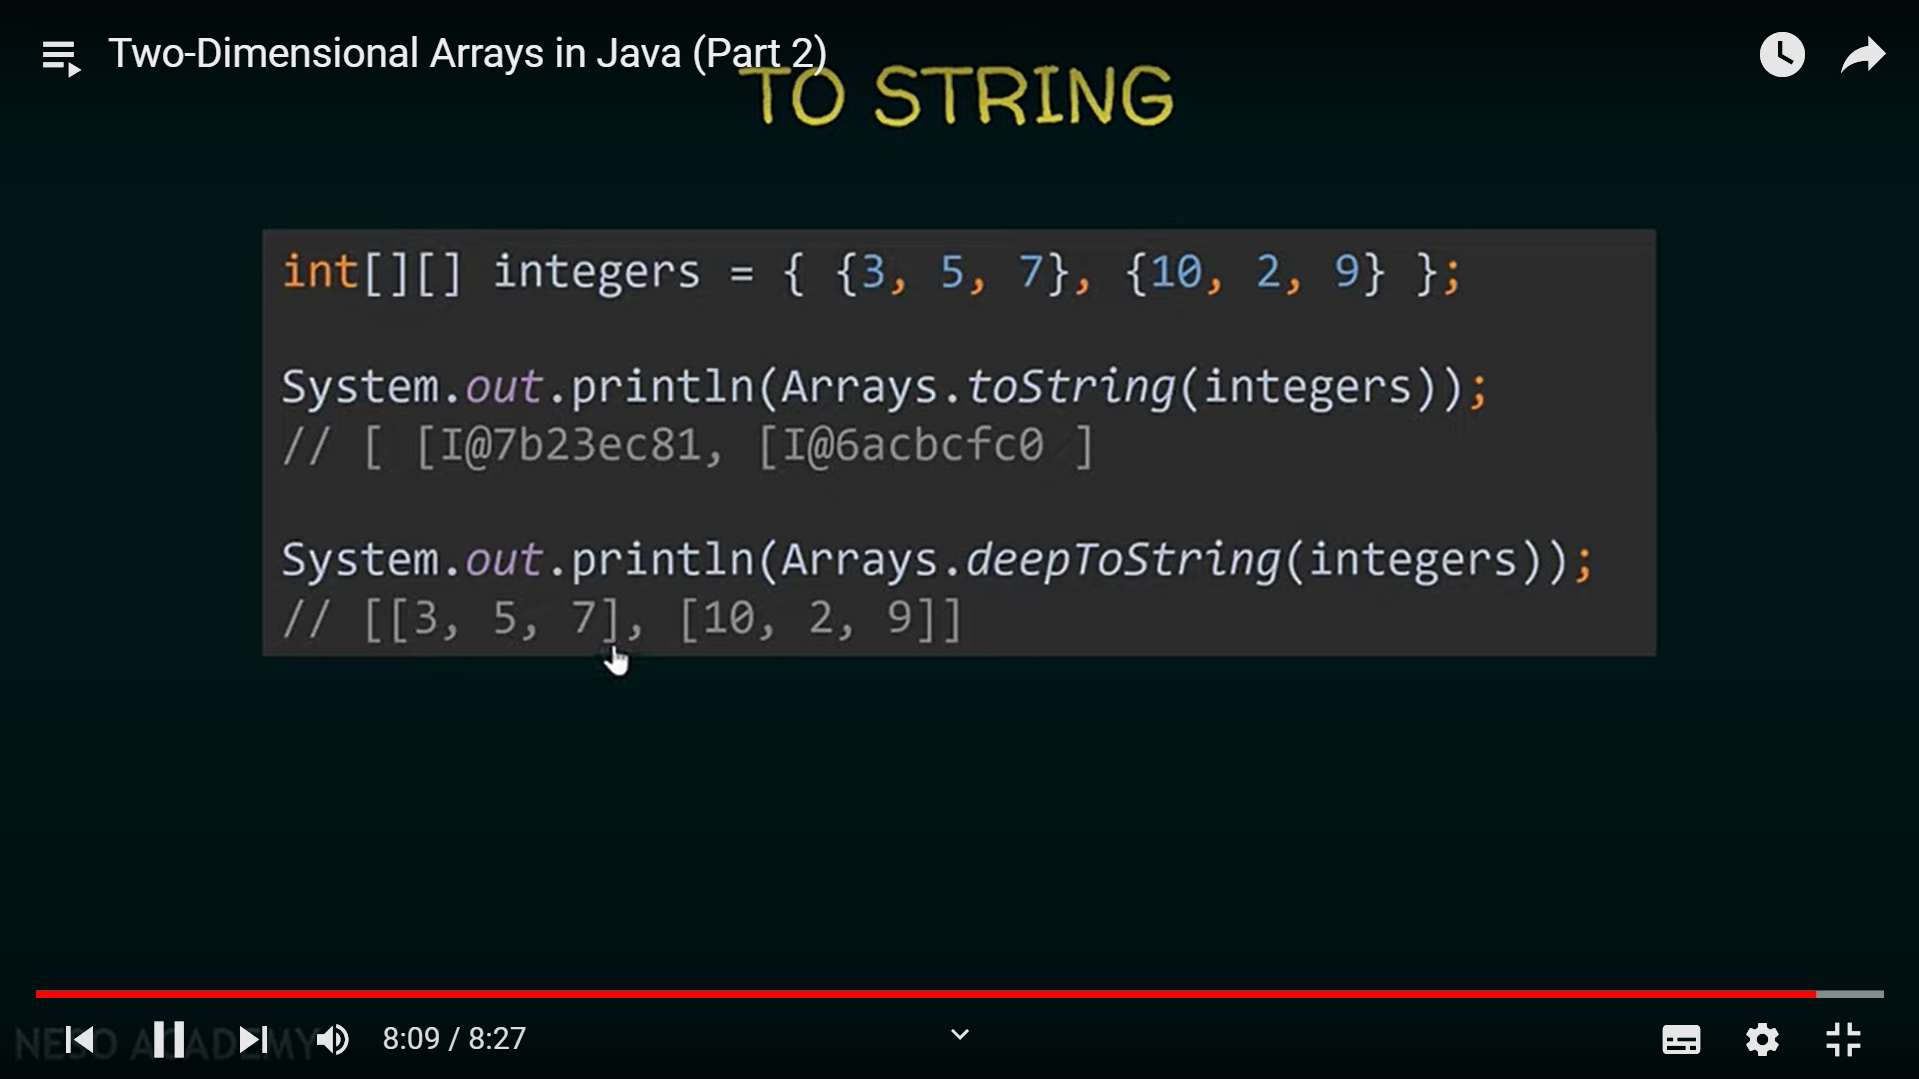 Two-Dimensional Arrays in Java (Part 2)
TO STRING
int[][] integers = { {3, 5, 7}, {10, 2, 9} };
System.out.println(Arrays.toString(integers));
// [ [I@7b23ec81, [I@6acbcfc0 ]
System.out.println(Arrays.deepToString(integers));
// [[3, 5, 7], [10, 2, 9]]
NESO ACADEMY
8:09 / 8:27